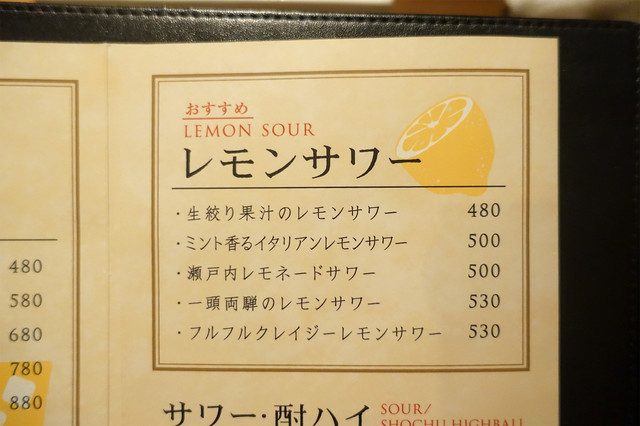 おすすめ
LEMON SOUR
レモンサワー
・生絞り果汁のレモンサワー 480
・ミント香るイタリアンレモンサワー 500
・瀬戸内レモネードサワー 500
・一頭両騨のレモンサワー 530
・フルフルクレイジーレモンサワー 530
サワー・酎ハイ SOUR/
SHOCHU HIGHBALL
480
580
680
780
880